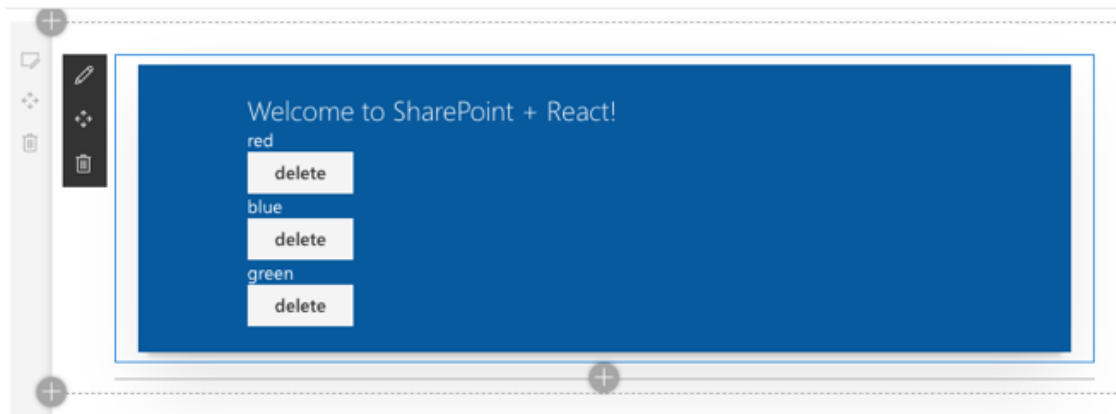 Welcome to SharePoint + React!
red
delete
blue
delete
green
delete